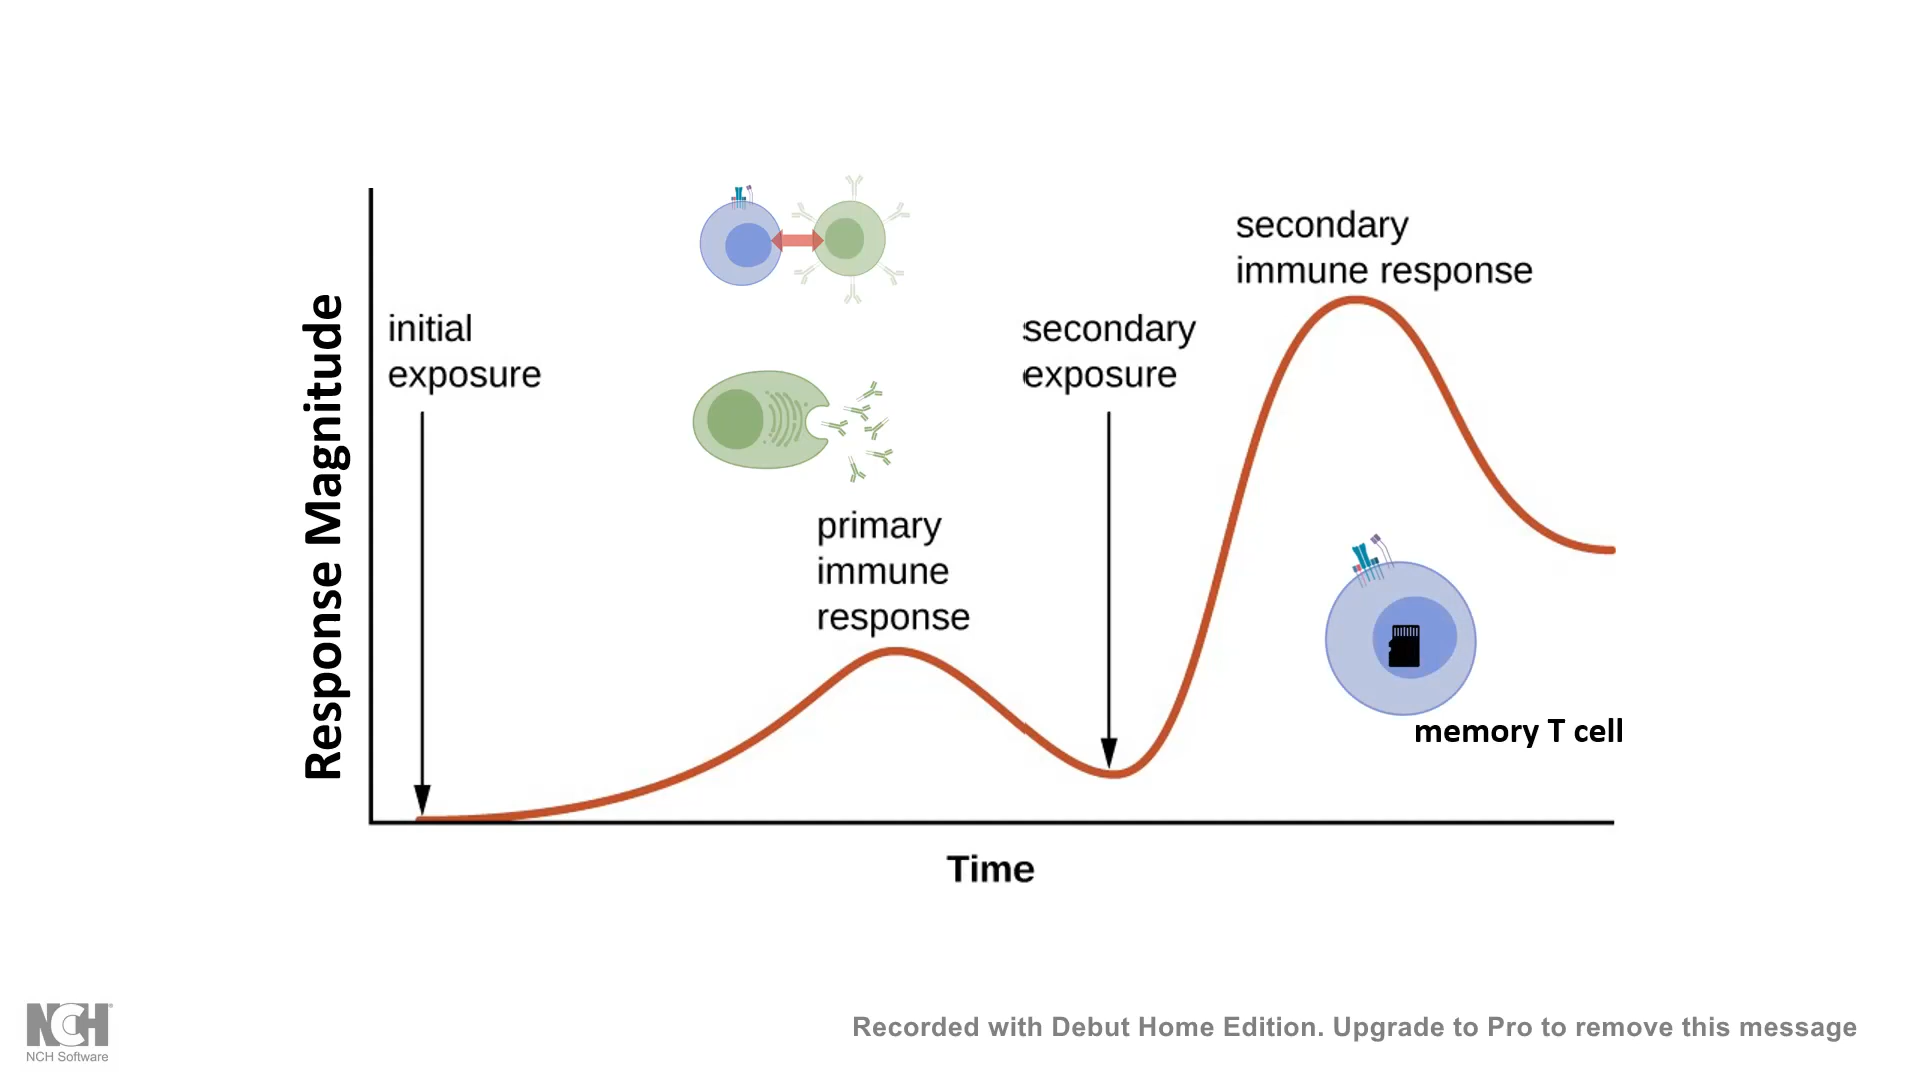 secondary
immune response
initial
exposure
secondary
exposure
Response Magnitude
primary
immune
response
memory T cell
Time
NCH
NCH Software
Recorded with Debut Home Edition. Upgrade to Pro to remove this message